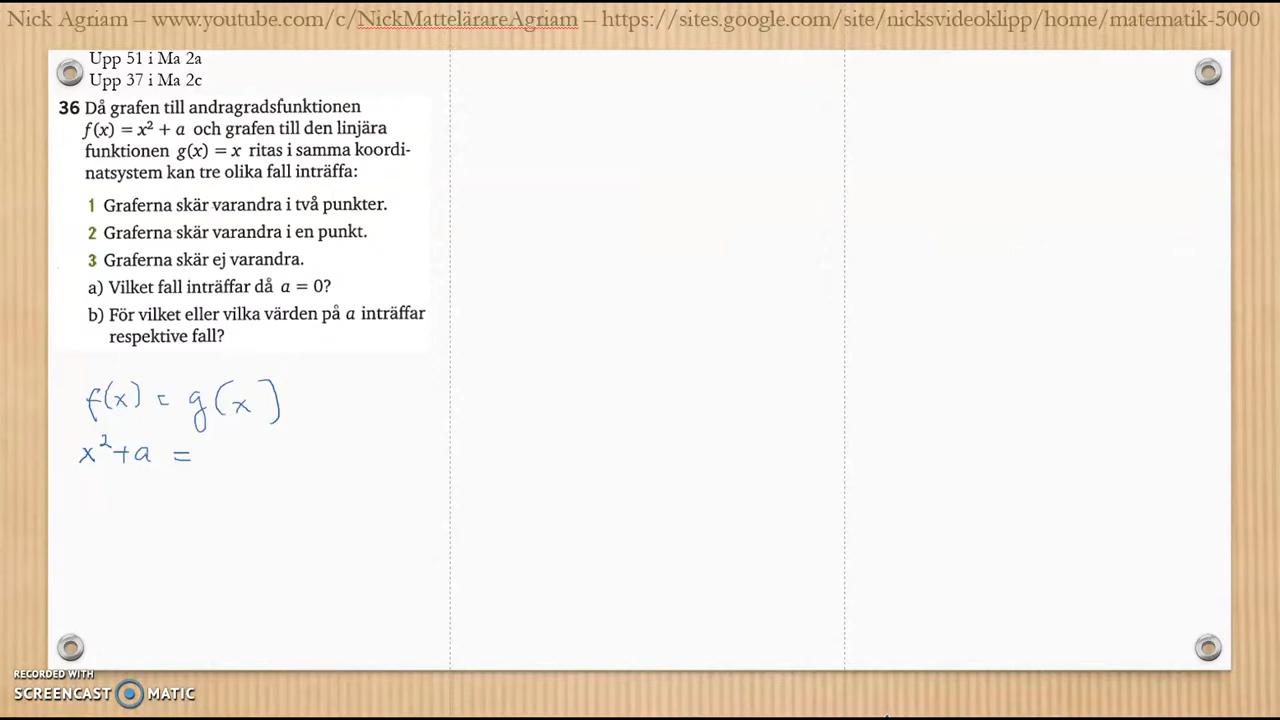 Nick Agriam – www.youtube.com/c/NickMattelärareAgriam – https://sites.google.com/site/nicksvideoklipp/home/matematik-5000
Upp 51 i Ma 2a
Upp 37 i Ma 2c
36 Då grafen till andragradsfunktionen
f(x) = x² + a och grafen till den linjära
funktionen g(x) = x ritas i samma koordi-
natsystem kan tre olika fall inträffa:
1 Graferna skär varandra i två punkter.
2 Graferna skär varandra i en punkt.
3 Graferna skär ej varandra.
a) Vilket fall inträffar då a = 0?
b) För vilket eller vilka värden på a inträffar
respektive fall?
f(x) = g(x)
x² + a =
RECORDED WITH
SCREENCAST MATIC